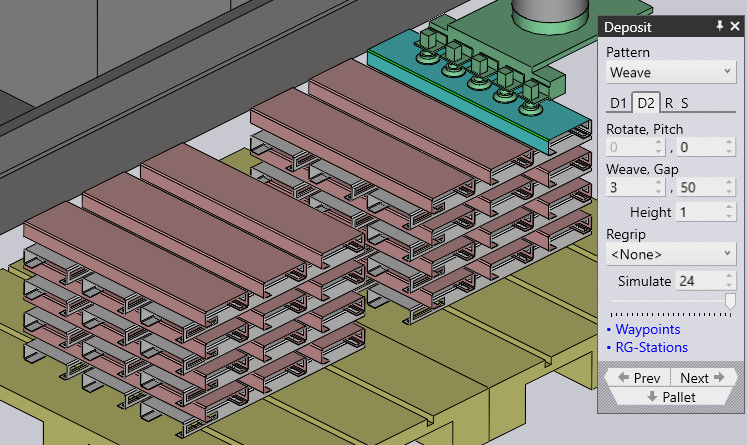 Deposit
Pattern
Weave
D1 D2 R S
Rotate, Pitch
0 , 0
Weave, Gap
3 , 50
Height 1
Regrip
<None>
Simulate 24
• Waypoints
• RG-Stations
Prev Next
Pallet